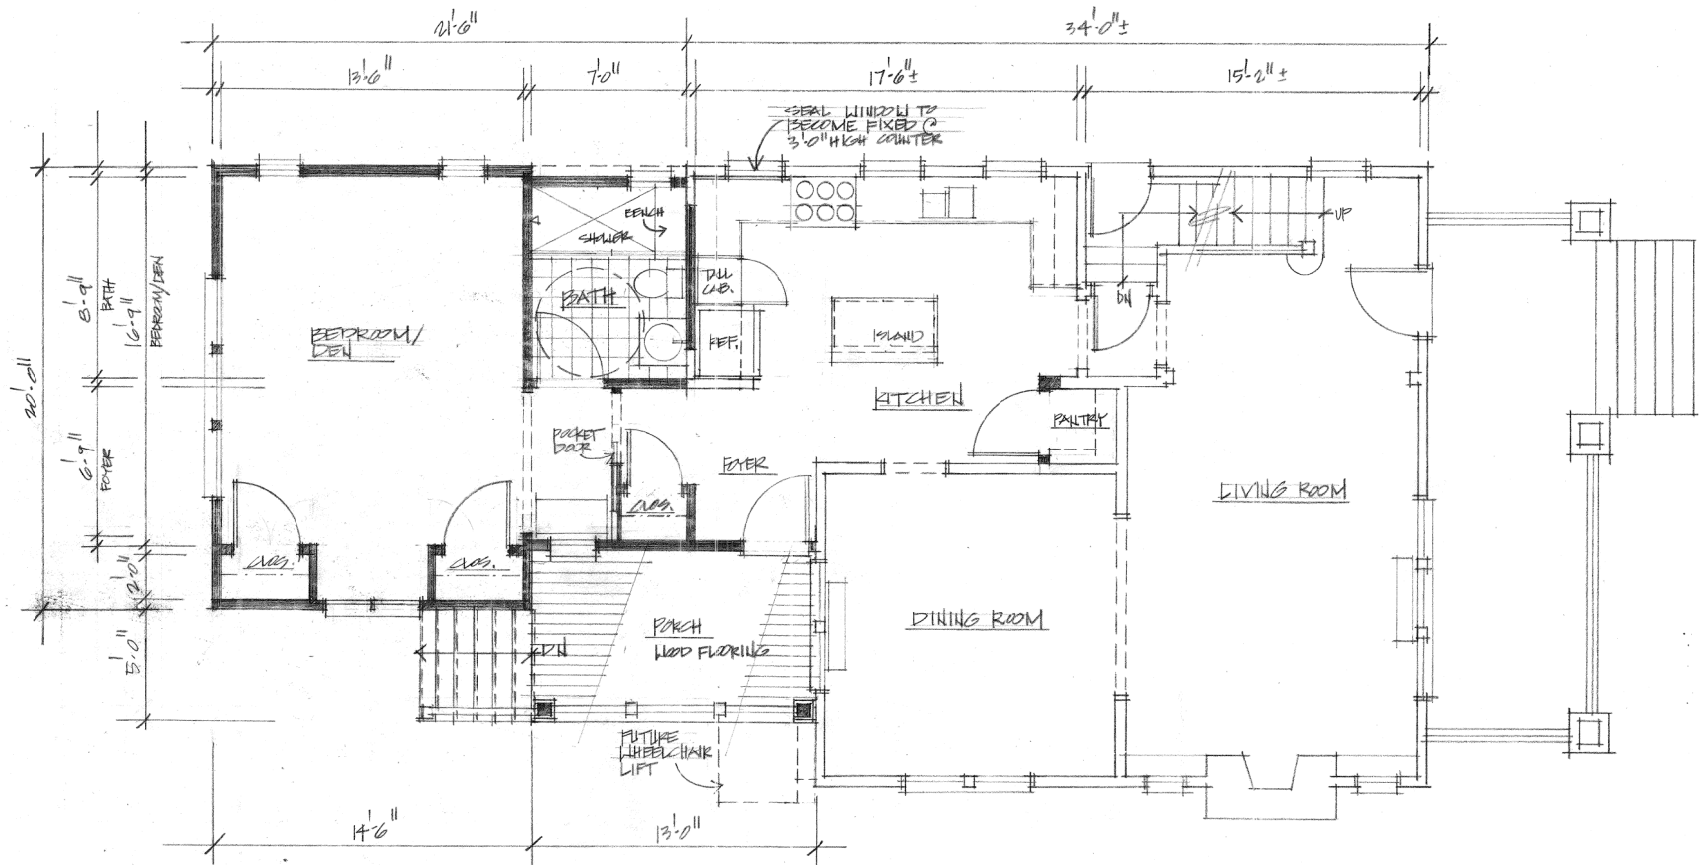 21'-6"
34'-0"±
13'-6"
7'-0"
17'-6"±
15'-2"±
SEAL WINDOW TO
BECOME FIXED @
3'-0" HIGH COUNTER
BENCH
SHOWER
UP
TALL
CAB.
DN
BATH
8'-9"
BATH
16'-9"
BEDROOM/DEN
20'-0"
BEDROOM/
DEN
REF.
ISLAND
KITCHEN
PANTRY
POCKET
DOOR
FOYER
6'-9"
FOYER
LIVING ROOM
CLOS.
CLOS.
CLOS.
2'-0"
5'-0"
DN
PORCH
WOOD FLOORING
DINING ROOM
FUTURE
WHEELCHAIR
LIFT
14'-6"
13'-0"